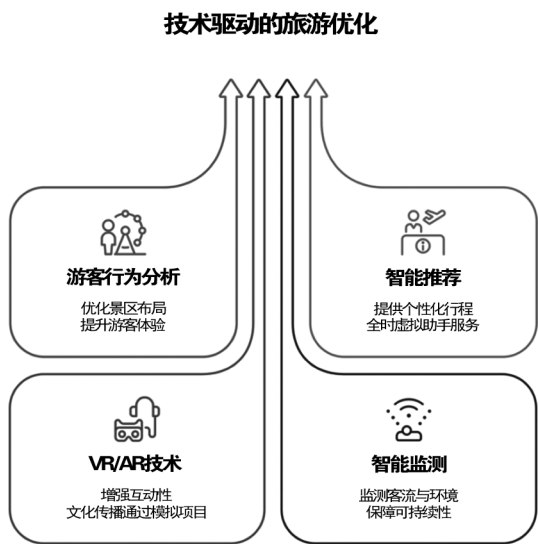 技术驱动的旅游优化
游客行为分析
优化景区布局
提升游客体验
智能推荐
提供个性化行程
全时虚拟助手服务
VR/AR技术
增强互动性
文化传播通过模拟项目
智能监测
监测客流与环境
保障可持续性